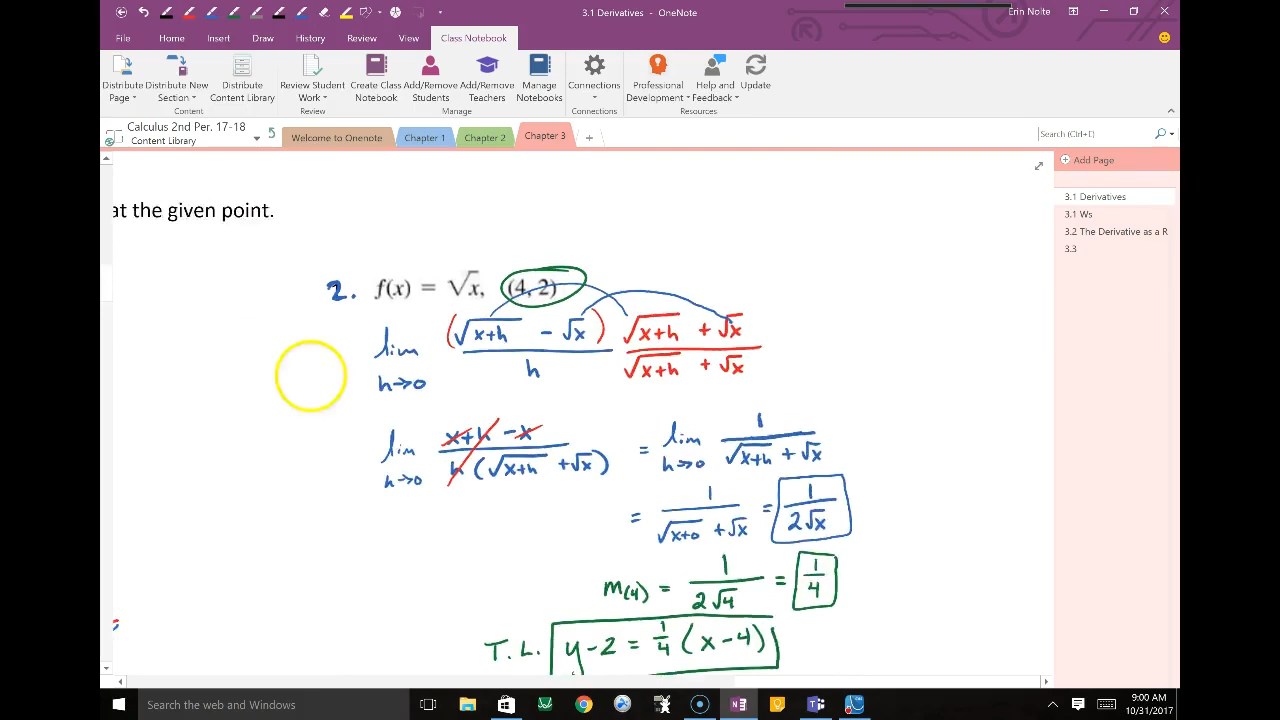 3.1 Derivatives - OneNote
Erin Nolte
File Home Insert Draw History Review View Class Notebook
Distribute Page Distribute New Section Distribute Content Library Review Student Work Create Class Notebook Add/Remove Students Add/Remove Teachers Manage Notebooks Connections Professional Development Help and Feedback Update
Content Manage Connections Resources
Calculus 2nd Per. 17-18
Content Library
Welcome to Onenote Chapter 1 Chapter 2 Chapter 3
Search (Ctrl+E)
Add Page
3.1 Derivatives
3.1 Ws
3.2 The Derivative as a R
3.3
at the given point.
2. f(x) = √x, (4, 2)
lim h→0 (√x+h - √x) / h √x+h + √x / √x+h + √x
lim h→0 x+h - x / h (√x+h + √x) = lim h→0 1 / √x+h + √x
= 1 / √x+0 + √x = 1 / 2√x
m(4) = 1 / 2√4 = 1/4
T.L. y-2 = 1/4 (x-4)
Search the web and Windows
9:00 AM
10/31/2017